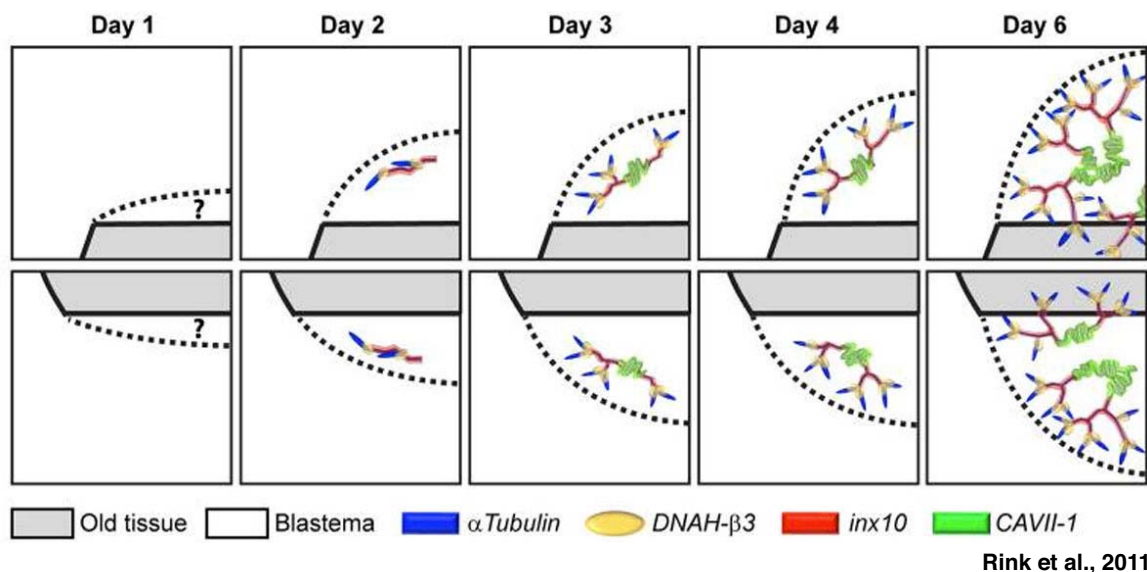 Day 1 Day 2 Day 3 Day 4 Day 6
?
?
Old tissue Blastema αTubulin DNAH-β3 inx10 CAVII-1
Rink et al., 2011